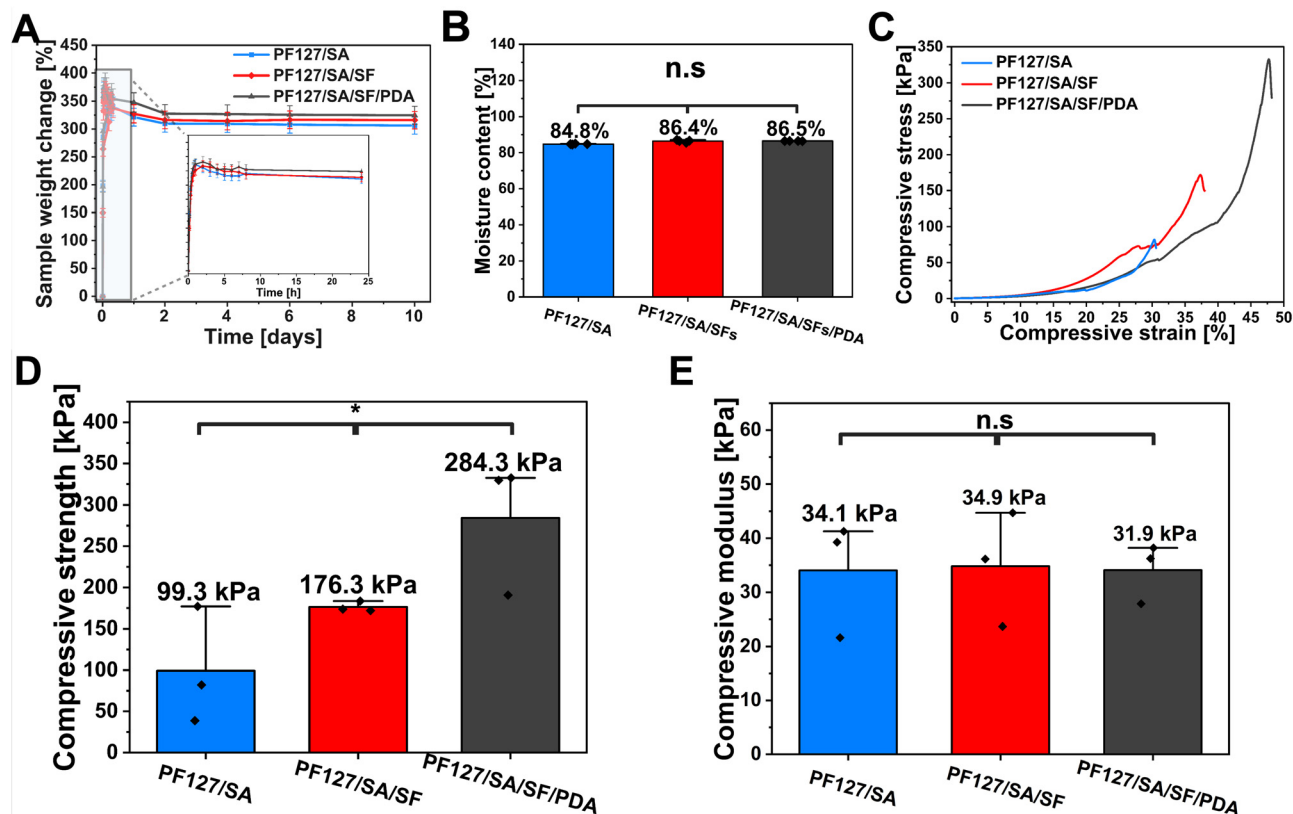 A
Sample weight change [%]
450
400
350
300
250
200
150
100
50
0
PF127/SA
PF127/SA/SF
PF127/SA/SF/PDA
0 5 10 15 20 25
Time [h]
0 2 4 6 8 10
Time [days]
B
Moisture content [%]
140
120
100
80
60
40
20
0
n.s
84.8% 86.4% 86.5%
PF127/SA PF127/SA/SFs PF127/SA/SFs/PDA
C
Compressive stress [kPa]
350
300
250
200
150
100
50
0
PF127/SA
PF127/SA/SF
PF127/SA/SF/PDA
0 5 10 15 20 25 30 35 40 45 50
Compressive strain [%]
D
Compressive strength [kPa]
400
350
300
250
200
150
100
50
0
*
99.3 kPa 176.3 kPa 284.3 kPa
PF127/SA PF127/SA/SF PF127/SA/SF/PDA
E
Compressive modulus [kPa]
60
50
40
30
20
10
0
n.s
34.1 kPa 34.9 kPa 31.9 kPa
PF127/SA PF127/SA/SF PF127/SA/SF/PDA